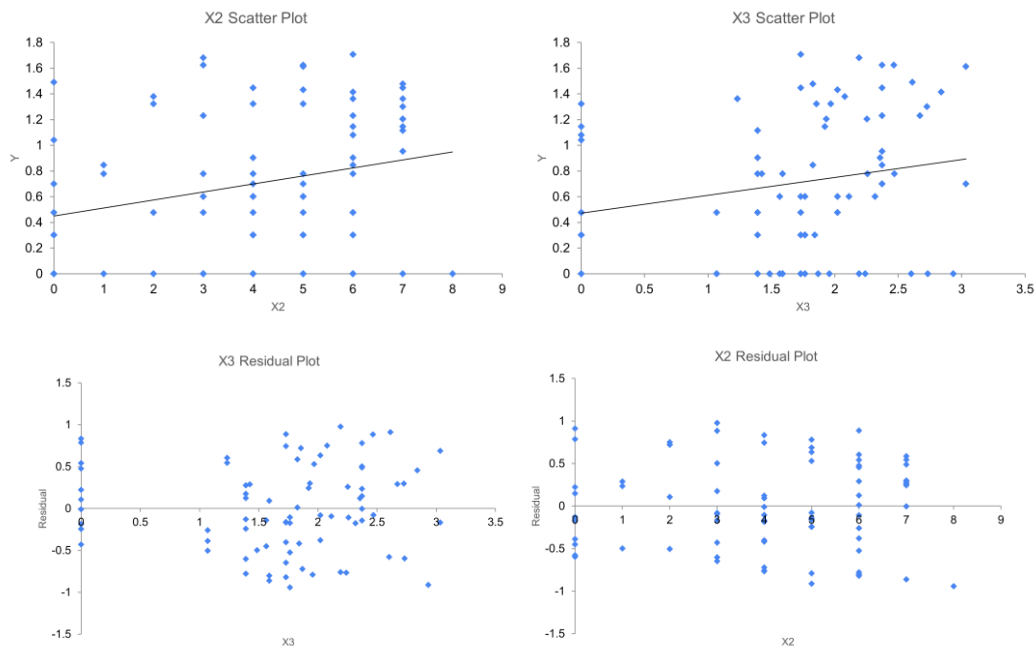 X2 Scatter Plot
1.8
1.6
1.4
1.2
1
0.8
0.6
0.4
0.2
0
Y
0 1 2 3 4 5 6 7 8 9
X2
X3 Scatter Plot
1.8
1.6
1.4
1.2
1
0.8
0.6
0.4
0.2
0
Y
0 0.5 1 1.5 2 2.5 3 3.5
X3
X3 Residual Plot
1.5
1
0.5
0
-0.5
-1
-1.5
Residual
0 0.5 1 1.5 2 2.5 3 3.5
X3
X2 Residual Plot
1.5
1
0.5
0
-0.5
-1
-1.5
Residual
0 1 2 3 4 5 6 7 8 9
X2